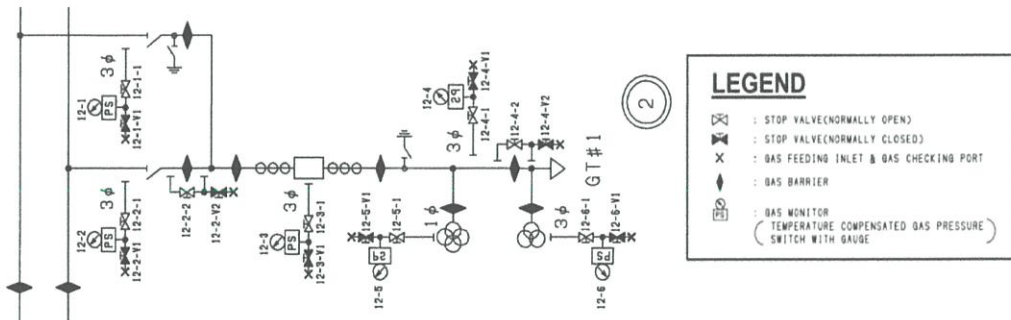 3φ
12-1
PS
12-1-1
12-1-V1
12-2
PS
3φ
12-2-1
12-2-V1
12-2-2
12-2-V2
12-3
PS
3φ
12-3-1
12-3-V1
12-4
3φ
12-4-1
12-4-V1
12-4-2
12-4-V2
GT#1
12-5-V1
12-5-1
1φ
12-5
3φ
12-6-1
12-6-V1
PS
12-6
2
LEGEND
: STOP VALVE(NORMALLY OPEN)
: STOP VALVE(NORMALLY CLOSED)
: GAS FEEDING INLET & GAS CHECKING PORT
: GAS BARRIER
PS : GAS MONITOR
( TEMPERATURE COMPENSATED GAS PRESSURE
SWITCH WITH GAUGE )